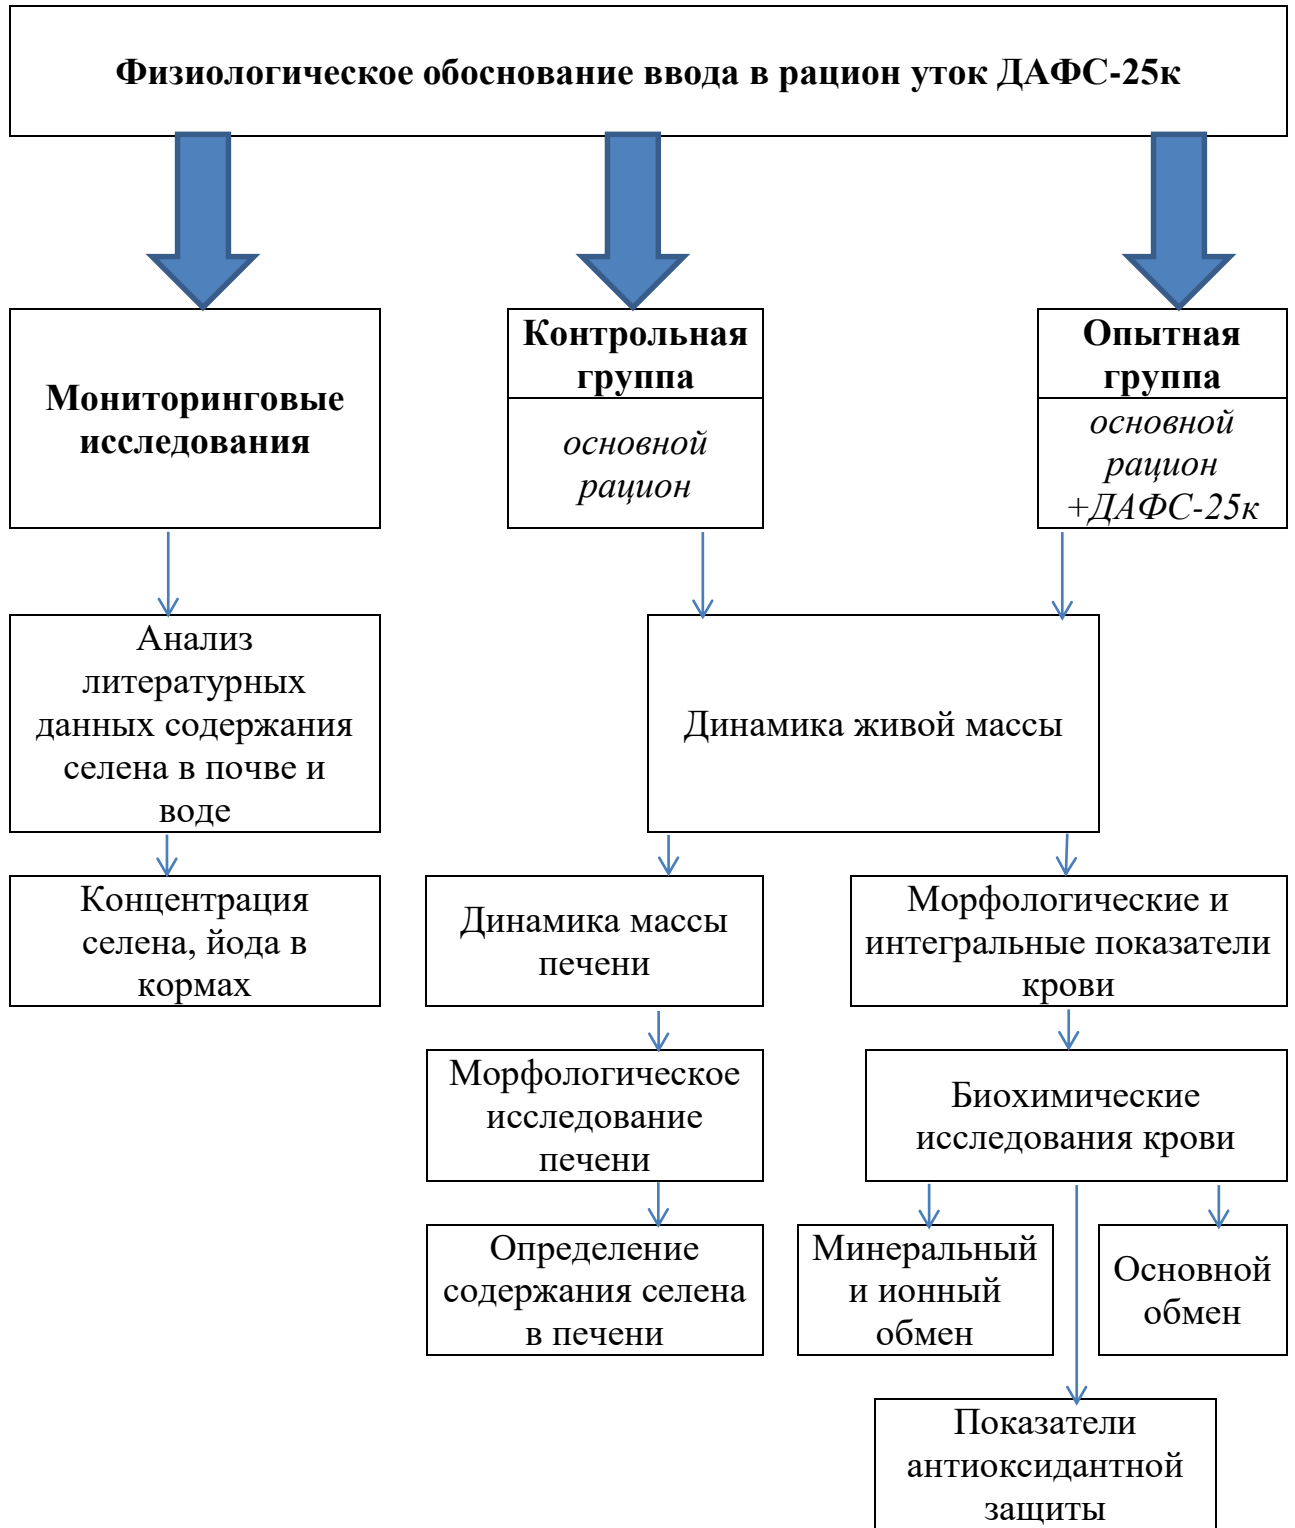 Физиологическое обоснование ввода в рацион уток ДАФС-25к
Мониторинговые
исследования
Контрольная
группа
основной
рацион
Опытная
группа
основной
рацион
+ДАФС-25к
Анализ
литературных
данных содержания
селена в почве и
воде
Динамика живой массы
Концентрация
селена, йода в
кормах
Динамика массы
печени
Морфологические и
интегральные показатели
крови
Морфологическое
исследование
печени
Биохимические
исследования крови
Определение
содержания селена
в печени
Минеральный
и ионный
обмен
Основной
обмен
Показатели
антиоксидантной
защиты